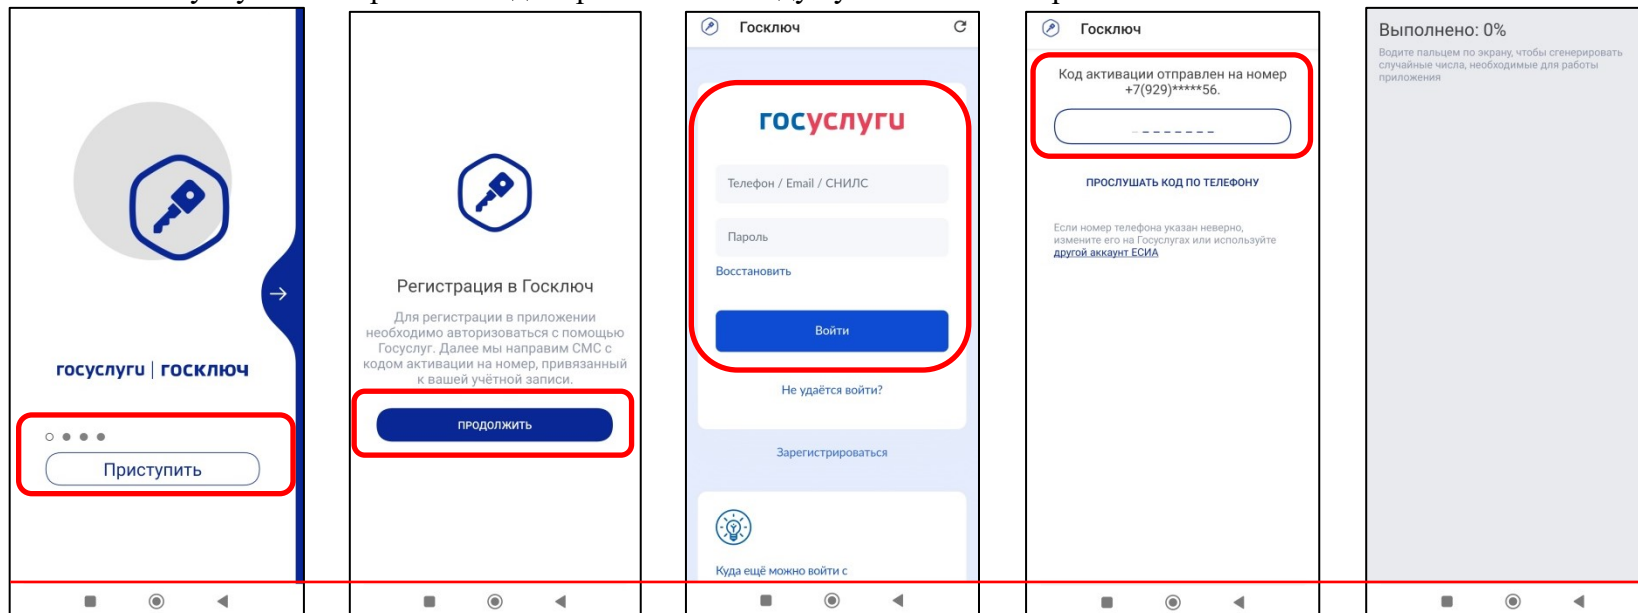 госуслуги | госключ
Приступить
Регистрация в Госключ
Для регистрации в приложении
необходимо авторизоваться с помощью
Госуслуг. Далее мы направим СМС с
кодом активации на номер, привязанный
к вашей учётной записи.
ПРОДОЛЖИТЬ
Госключ
госуслуги
Телефон / Email / СНИЛС
Пароль
Восстановить
Войти
Не удаётся войти?
Зарегистрироваться
Куда ещё можно войти с
Госключ
Код активации отправлен на номер
+7(929)*****56.
ПРОСЛУШАТЬ КОД ПО ТЕЛЕФОНУ
Если номер телефона указан неверно,
измените его на Госуслугах или используйте
другой аккаунт ЕСИА
Выполнено: 0%
Водите пальцем по экрану, чтобы сгенерировать
случайные числа, необходимые для работы
приложения